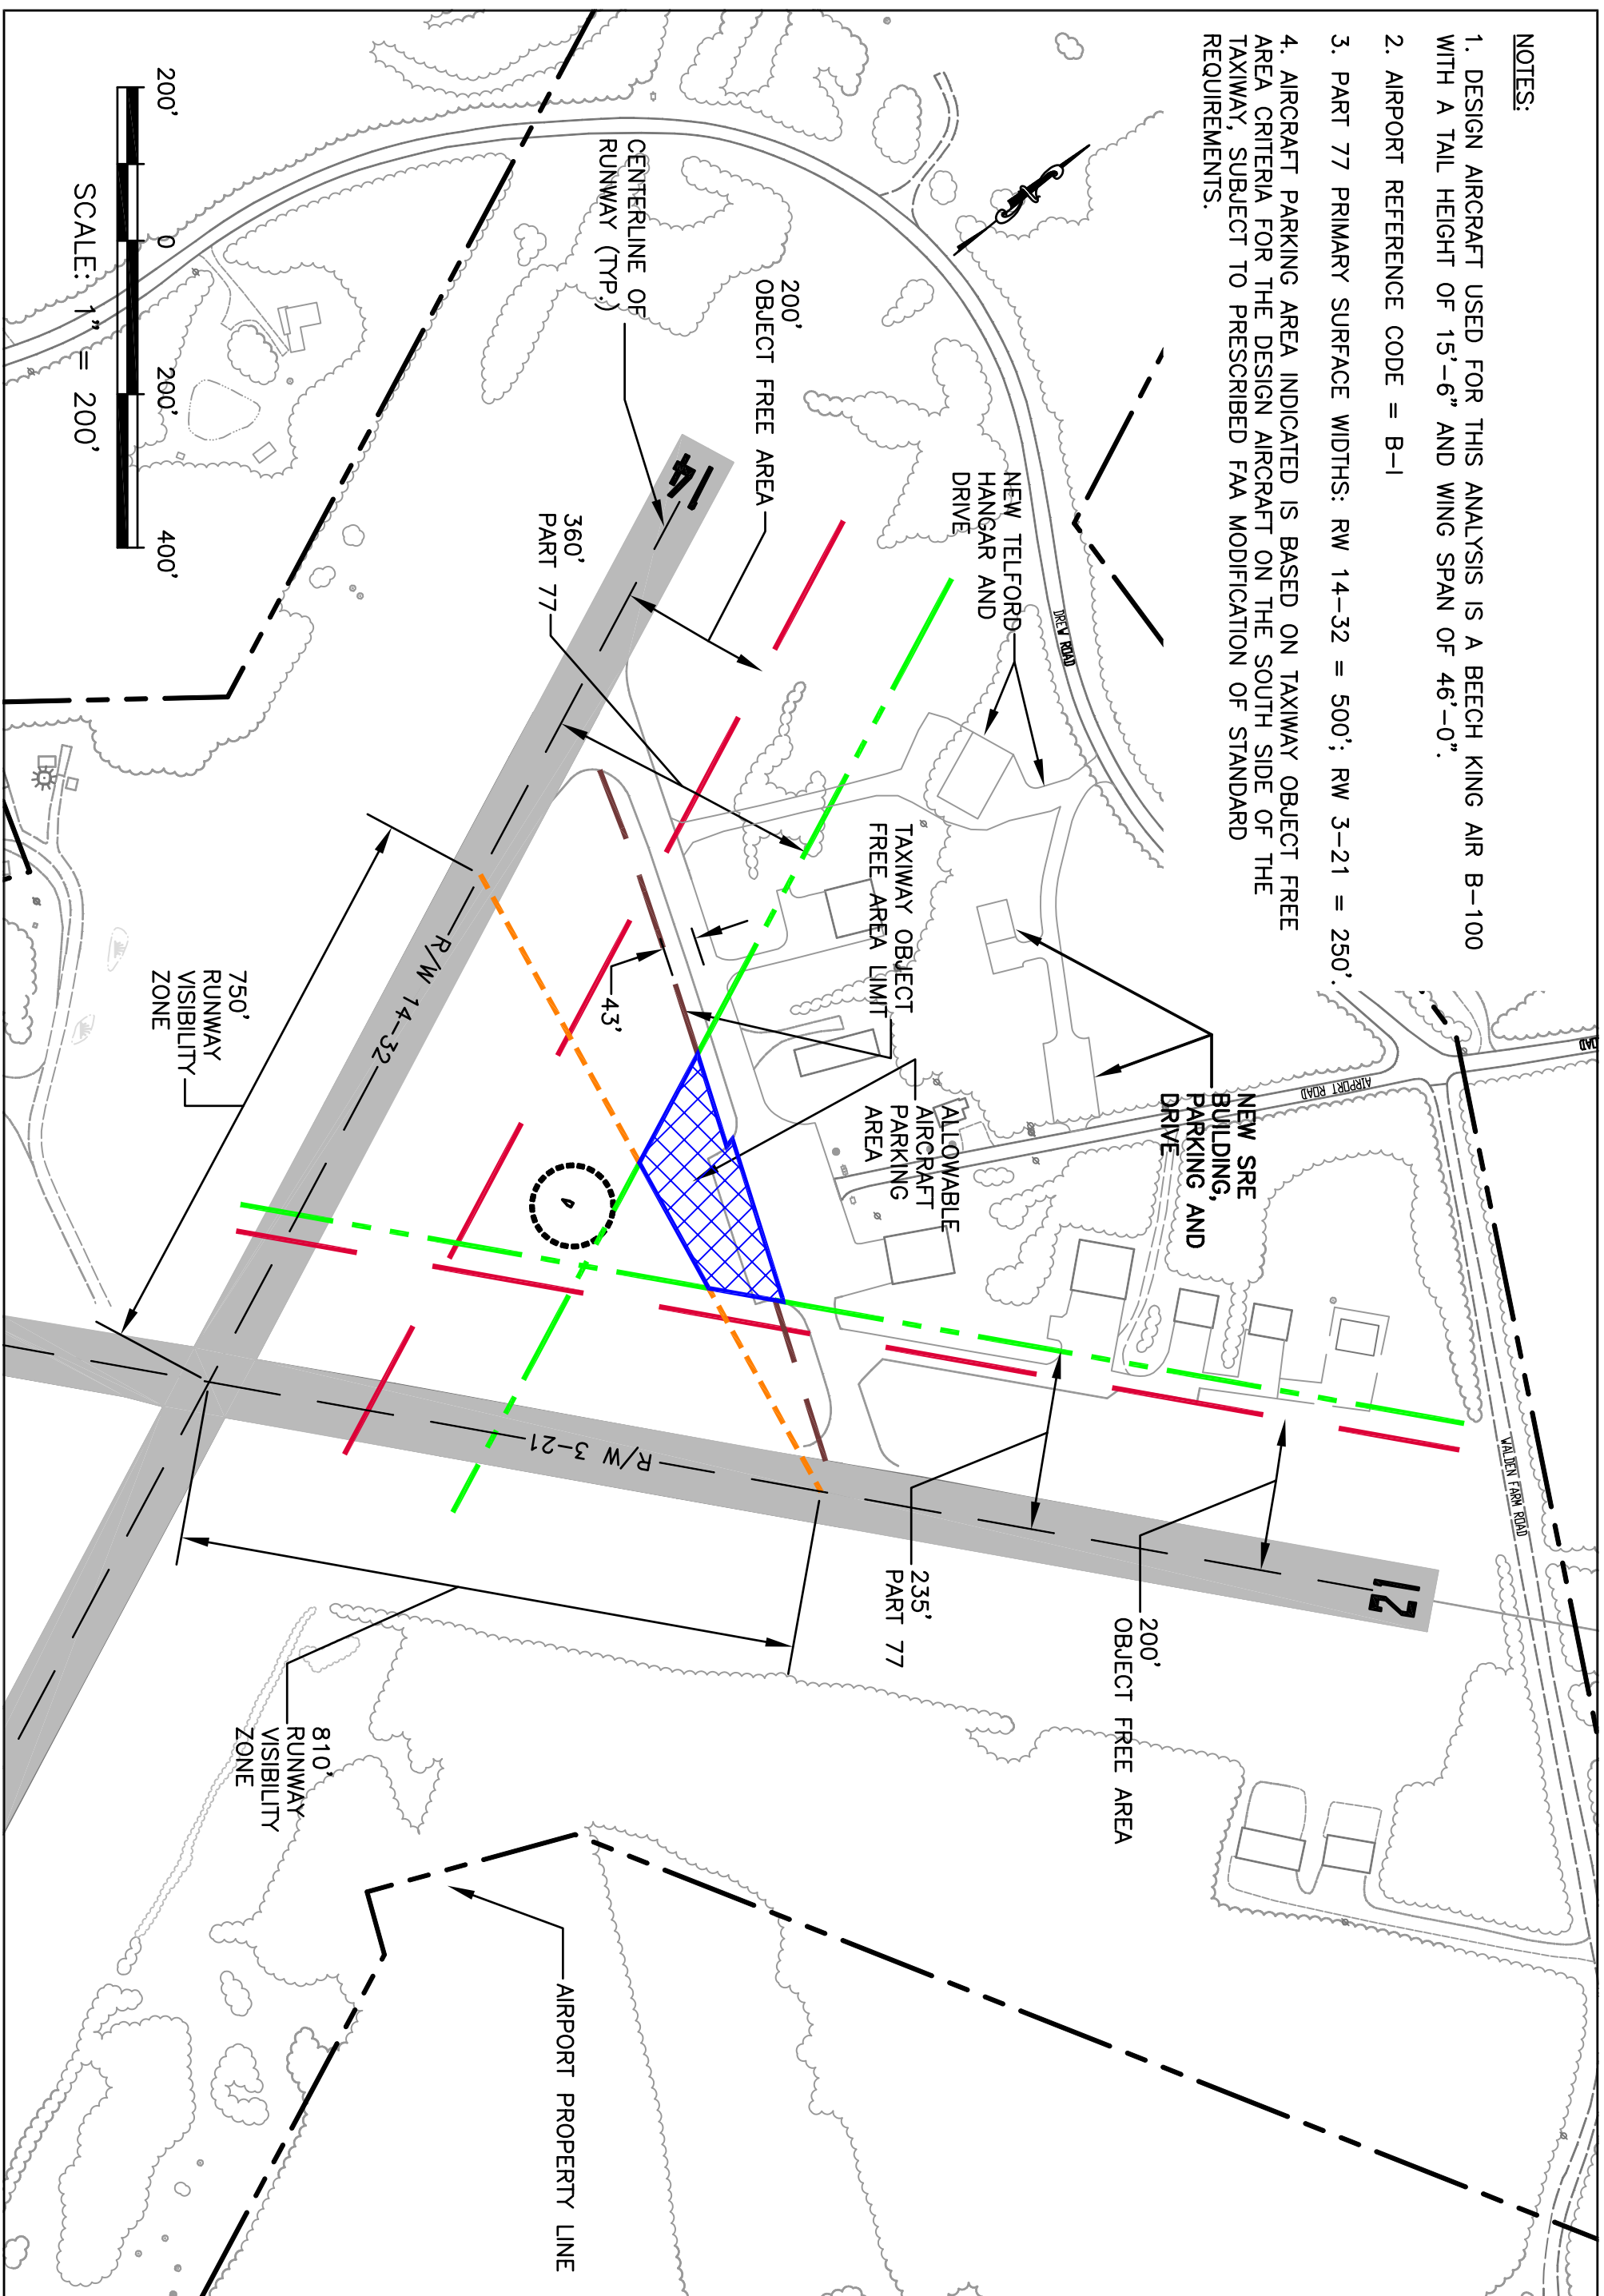 NOTES:
1. DESIGN AIRCRAFT USED FOR THIS ANALYSIS IS A BEECH KING AIR B-100
WITH A TAIL HEIGHT OF 15'-6" AND WING SPAN OF 46'-0".
2. AIRPORT REFERENCE CODE = B-I
3. PART 77 PRIMARY SURFACE WIDTHS: RW 14-32 = 500'; RW 3-21 = 250'.
4. AIRCRAFT PARKING AREA INDICATED IS BASED ON TAXIWAY OBJECT FREE
AREA CRITERIA FOR THE DESIGN AIRCRAFT ON THE SOUTH SIDE OF THE
TAXIWAY, SUBJECT TO PRESCRIBED FAA MODIFICATION OF STANDARD
REQUIREMENTS.
ROAD
WALDEN FARM ROAD
AIRPORT ROAD
DREW ROAD
NEW SRE
BUILDING,
PARKING AND
DRIVE
NEW TELFORD
HANGAR AND
DRIVE
TAXIWAY OBJECT
FREE AREA LIMIT
ALLOWABLE
AIRCRAFT
PARKING
AREA
200'
OBJECT FREE AREA
12
235'
PART 77
200'
OBJECT FREE AREA
CENTERLINE OF
RUNWAY (TYP.)
14
360'
PART 77
43'
R/W 14-32
R/W 3-21
750'
RUNWAY
VISIBILITY
ZONE
810'
RUNWAY
VISIBILITY
ZONE
AIRPORT PROPERTY LINE
200'
0
200'
400'
SCALE: 1" = 200'